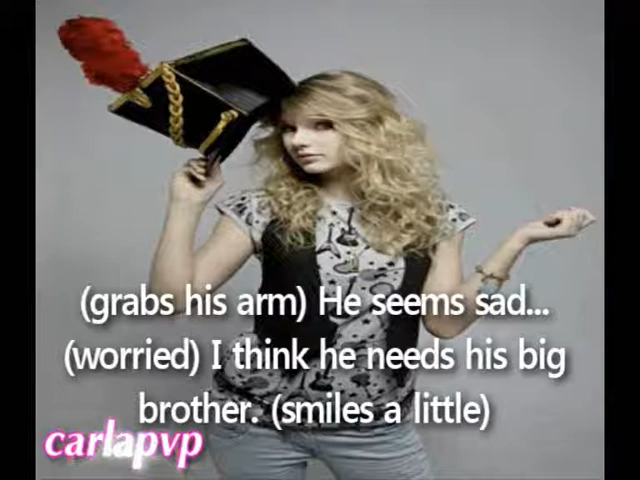 (grabs his arm) He seems sad...
(worried) I think he needs his big
brother. (smiles a little)
carlapvp